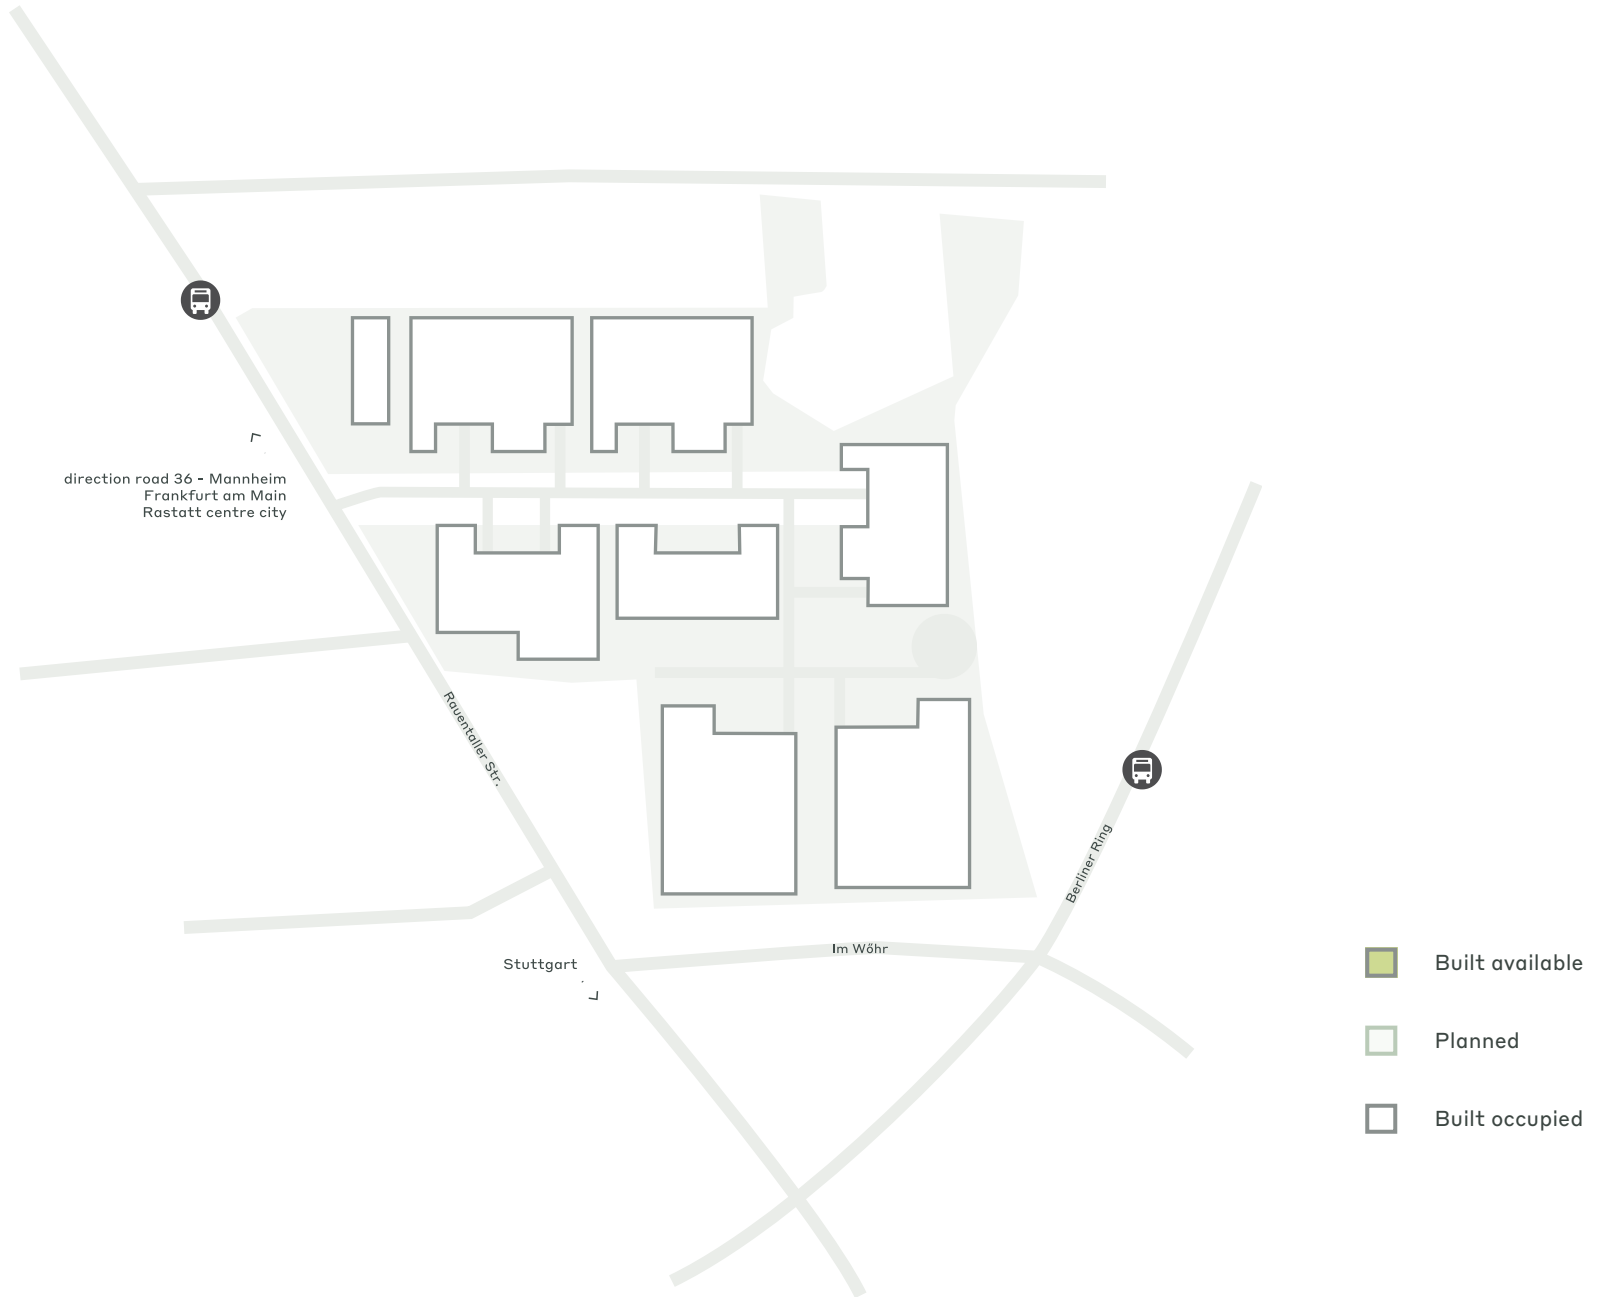 direction road 36 - Mannheim
Frankfurt am Main
Rastatt centre city
Rauentaller Str.
Berliner Ring
Im Wőhr
Stuttgart
Built available
Planned
Built occupied